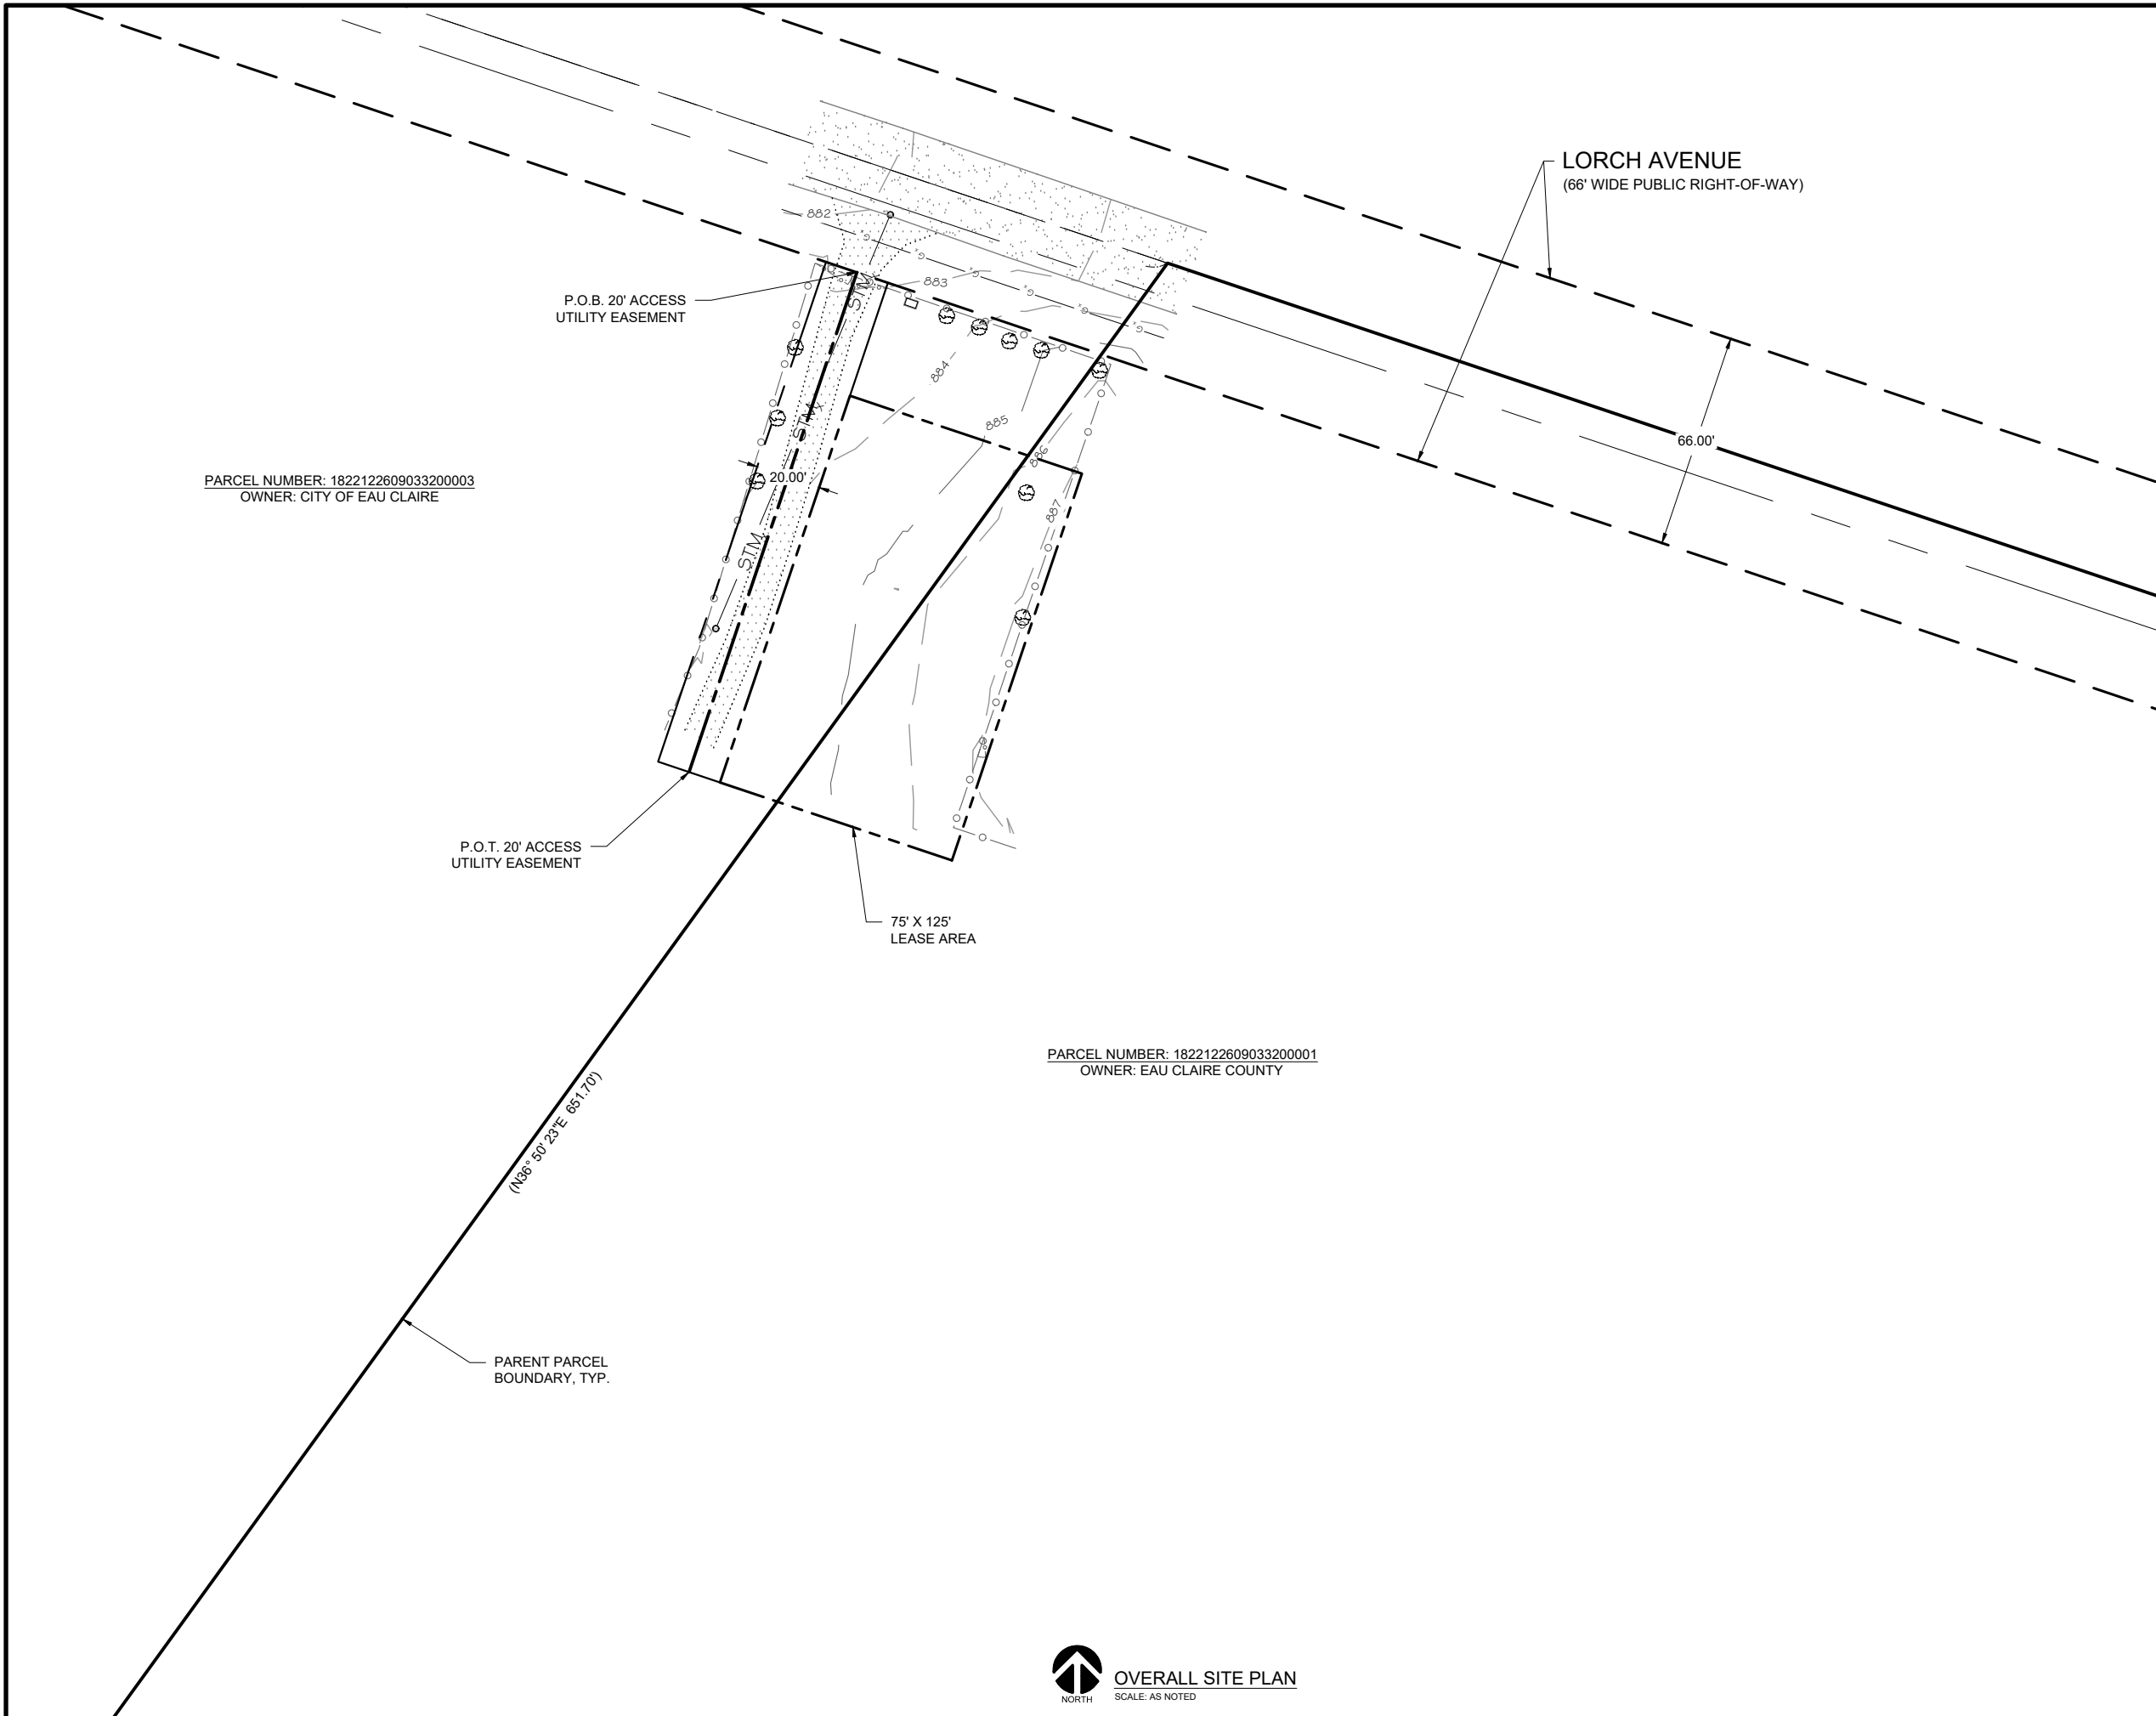 LORCH AVENUE
(66' WIDE PUBLIC RIGHT-OF-WAY)
882
883
P.O.B. 20' ACCESS
UTILITY EASEMENT
STM
884
STM
885
66.00'
886
20.00'
PARCEL NUMBER: 1822122609033200003
OWNER: CITY OF EAU CLAIRE
887
STM
887
P.O.T. 20' ACCESS
UTILITY EASEMENT
75' X 125'
LEASE AREA
PARCEL NUMBER: 1822122609033200001
OWNER: EAU CLAIRE COUNTY
(N36° 50' 23"E 651.70')
PARENT PARCEL
BOUNDARY, TYP.
NORTH
OVERALL SITE PLAN
SCALE: AS NOTED